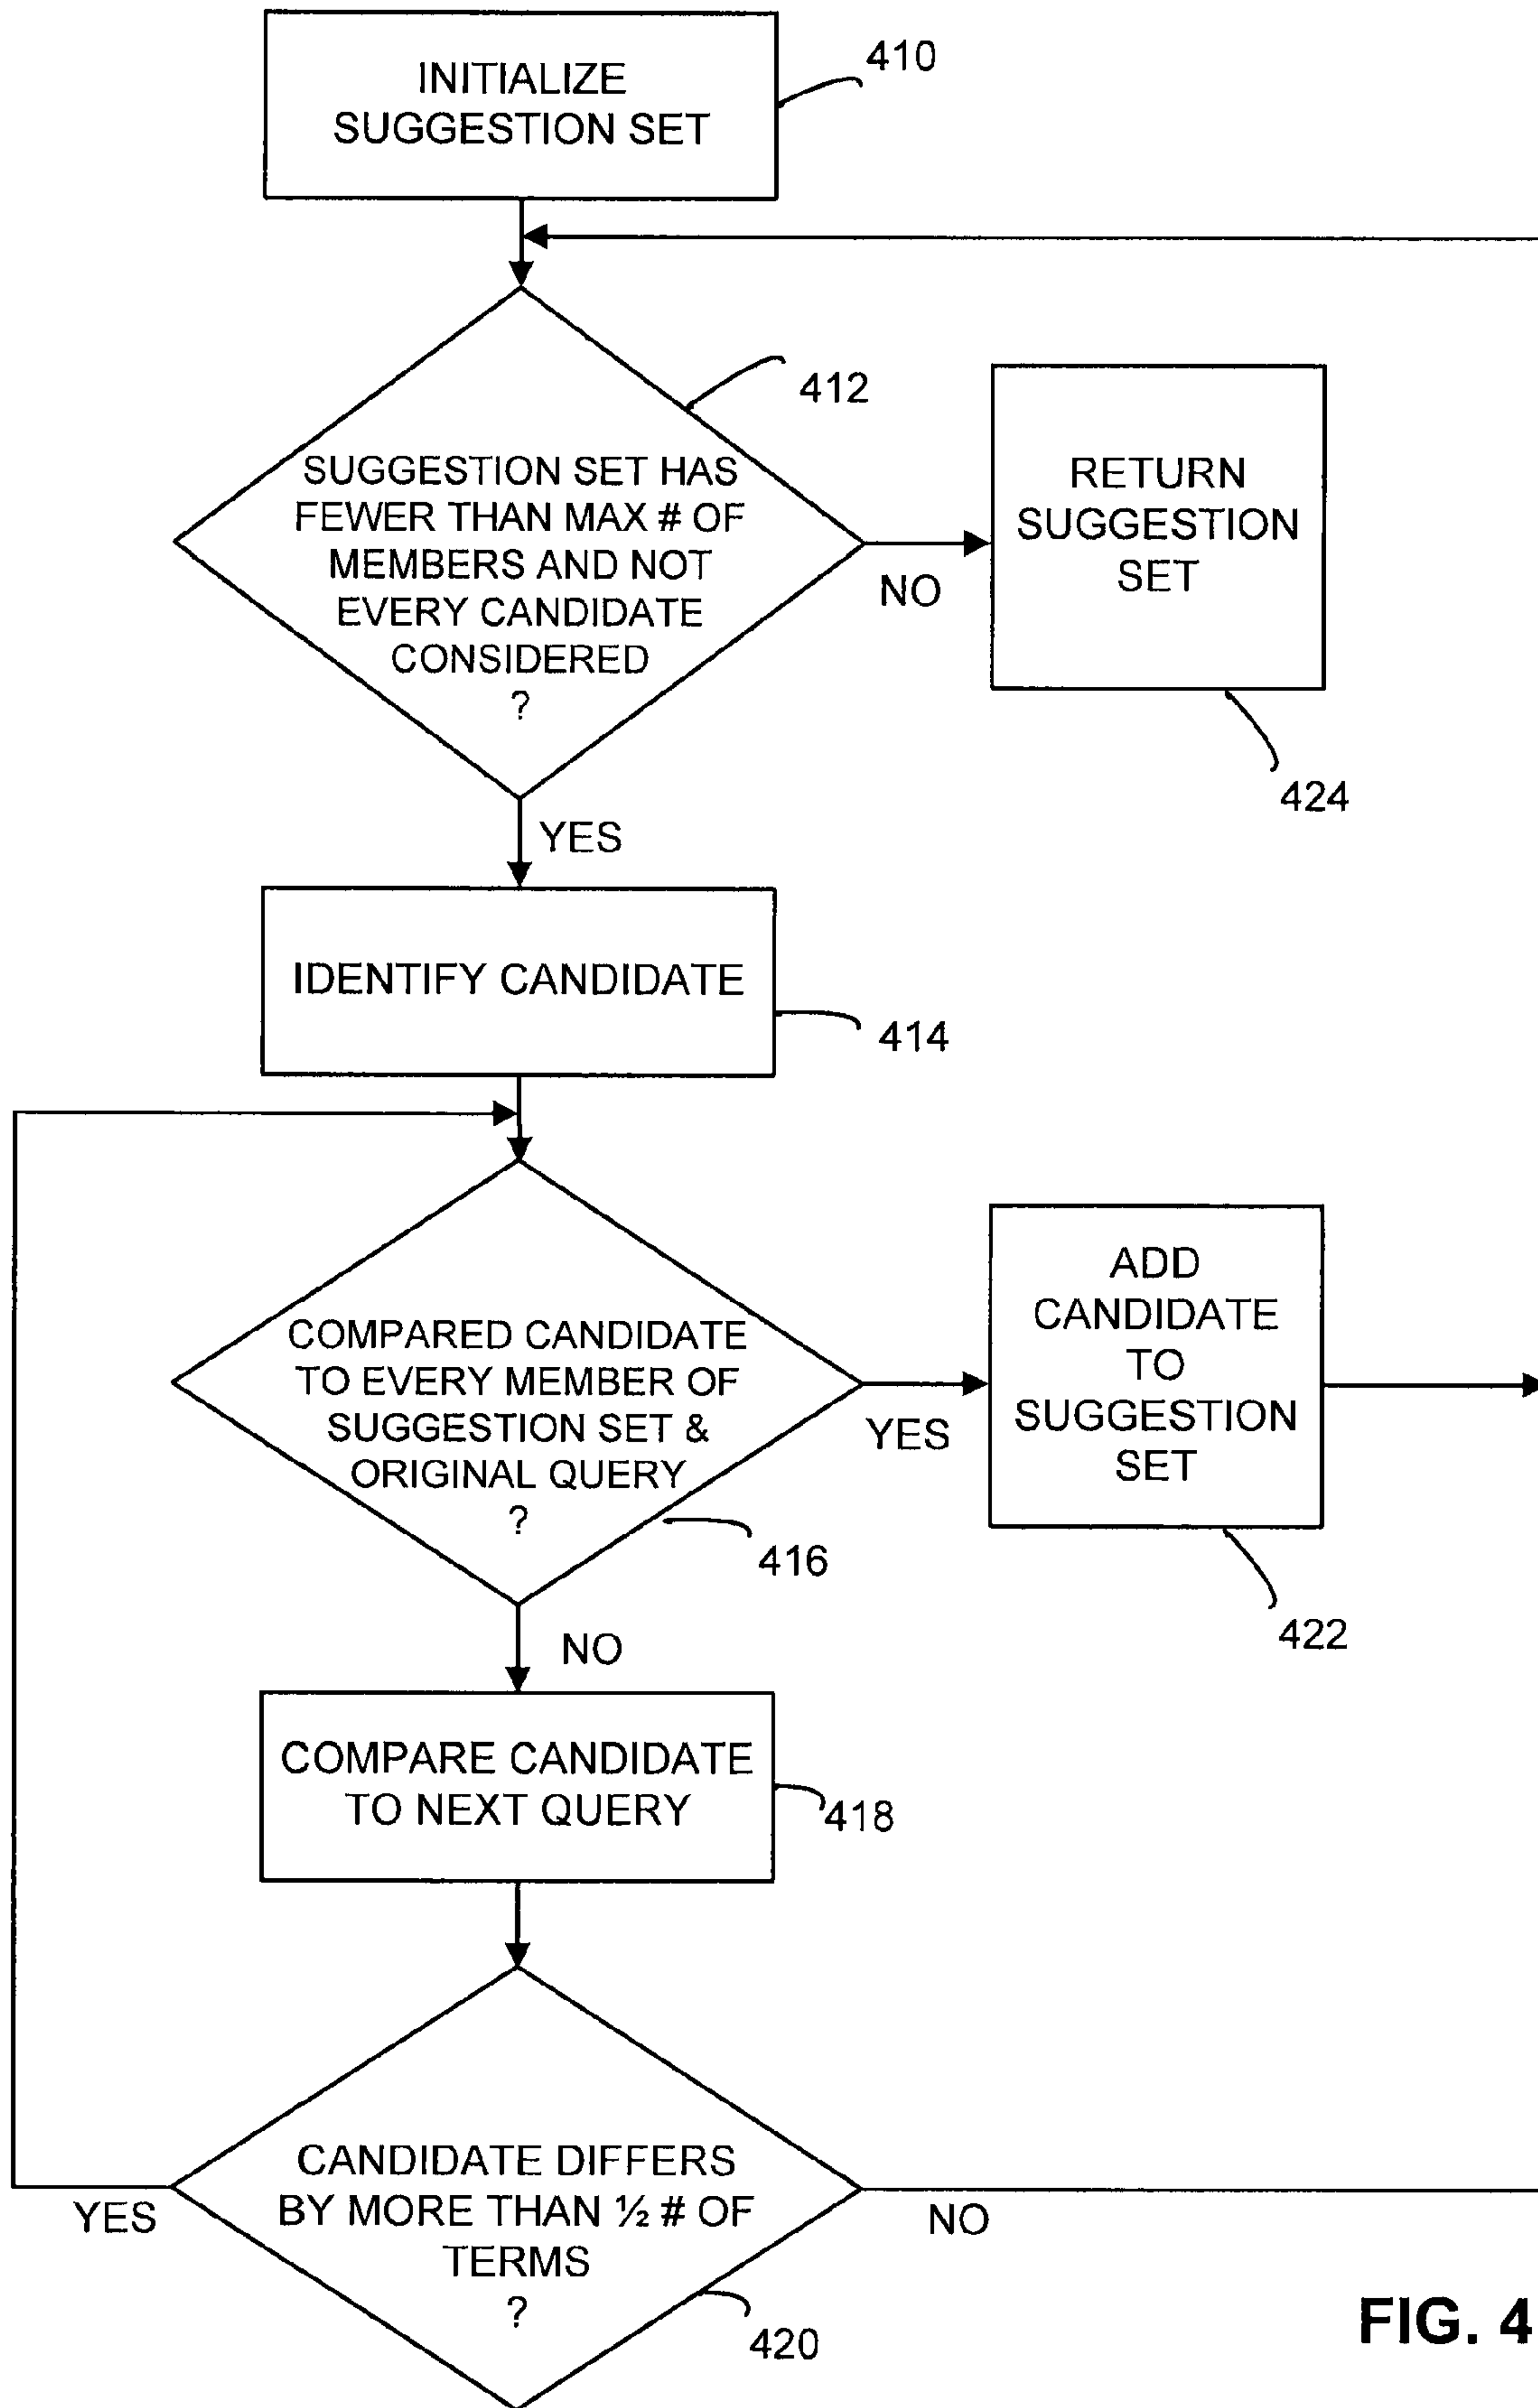 INITIALIZE
SUGGESTION SET
410
412
SUGGESTION SET HAS
FEWER THAN MAX # OF
MEMBERS AND NOT
EVERY CANDIDATE
CONSIDERED
?
NO
RETURN
SUGGESTION
SET
424
YES
IDENTIFY CANDIDATE
414
COMPARED CANDIDATE
TO EVERY MEMBER OF
SUGGESTION SET &
ORIGINAL QUERY
?
416
YES
ADD
CANDIDATE
TO
SUGGESTION
SET
422
NO
COMPARE CANDIDATE
TO NEXT QUERY
418
CANDIDATE DIFFERS
BY MORE THAN ½ # OF
TERMS
?
YES
NO
420
FIG. 4